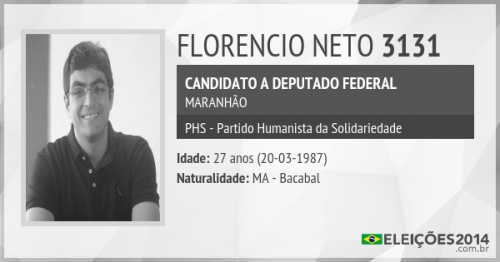 FLORENCIO NETO 3131
CANDIDATO A DEPUTADO FEDERAL
MARANHÃO
PHS - Partido Humanista da Solidariedade
Idade: 27 anos (20-03-1987)
Naturalidade: MA - Bacabal
ELEIÇÕES2014
.com.br